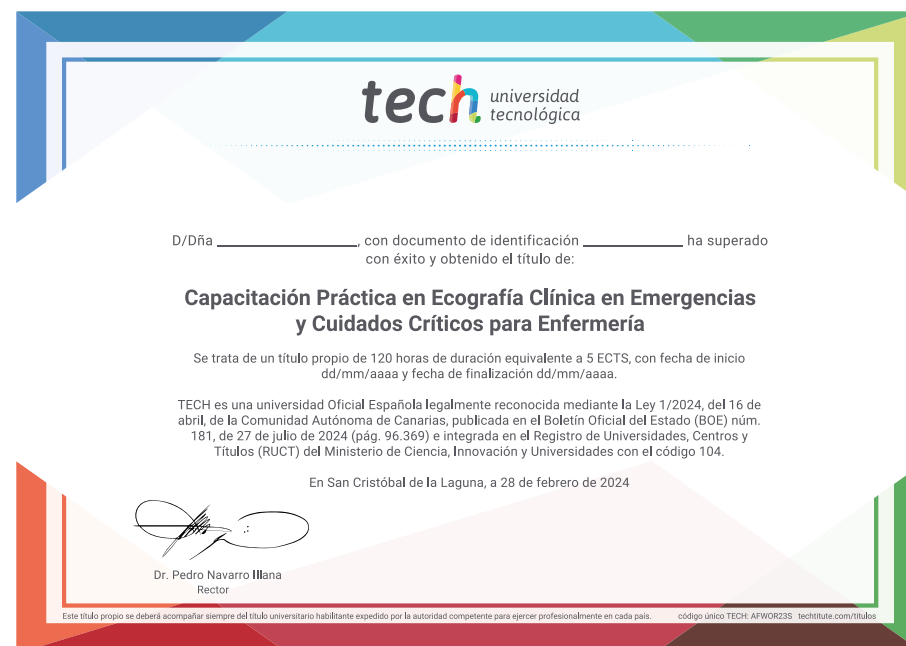 tech universidad
tecnológica
D/Dña ____________________, con documento de identificación ______________ ha superado
con éxito y obtenido el título de:
Capacitación Práctica en Ecografía Clínica en Emergencias
y Cuidados Críticos para Enfermería
Se trata de un título propio de 120 horas de duración equivalente a 5 ECTS, con fecha de inicio
dd/mm/aaaa y fecha de finalización dd/mm/aaaa.
TECH es una universidad Oficial Española legalmente reconocida mediante la Ley 1/2024, del 16 de
abril, de la Comunidad Autónoma de Canarias, publicada en el Boletín Oficial del Estado (BOE) núm.
181, de 27 de julio de 2024 (pág. 96.369) e integrada en el Registro de Universidades, Centros y
Títulos (RUCT) del Ministerio de Ciencia, Innovación y Universidades con el código 104.
En San Cristóbal de la Laguna, a 28 de febrero de 2024
Dr. Pedro Navarro Illana
Rector
Este título propio se deberá acompañar siempre del título universitario habilitante expedido por la autoridad competente para ejercer profesionalmente en cada país. código único TECH: AFWOR23S techtitute.com/titulos